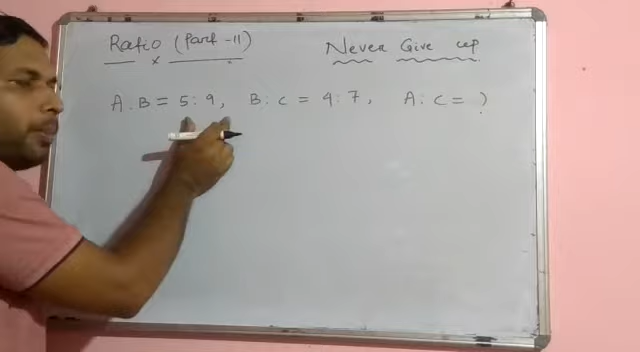 Ratio (Part-11) Never Give up
A:B = 5:9, B:C = 4:7, A:C = ?